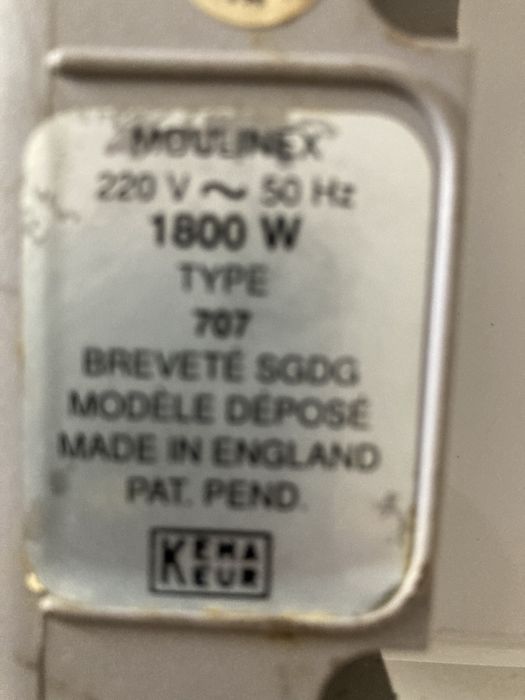 MOULINEX
220 V ~ 50 Hz
1800 W
TYPE
707
BREVETÉ SGDG
MODÈLE DÉPOSÉ
MADE IN ENGLAND
PAT. PEND.
KEMA
KEUR